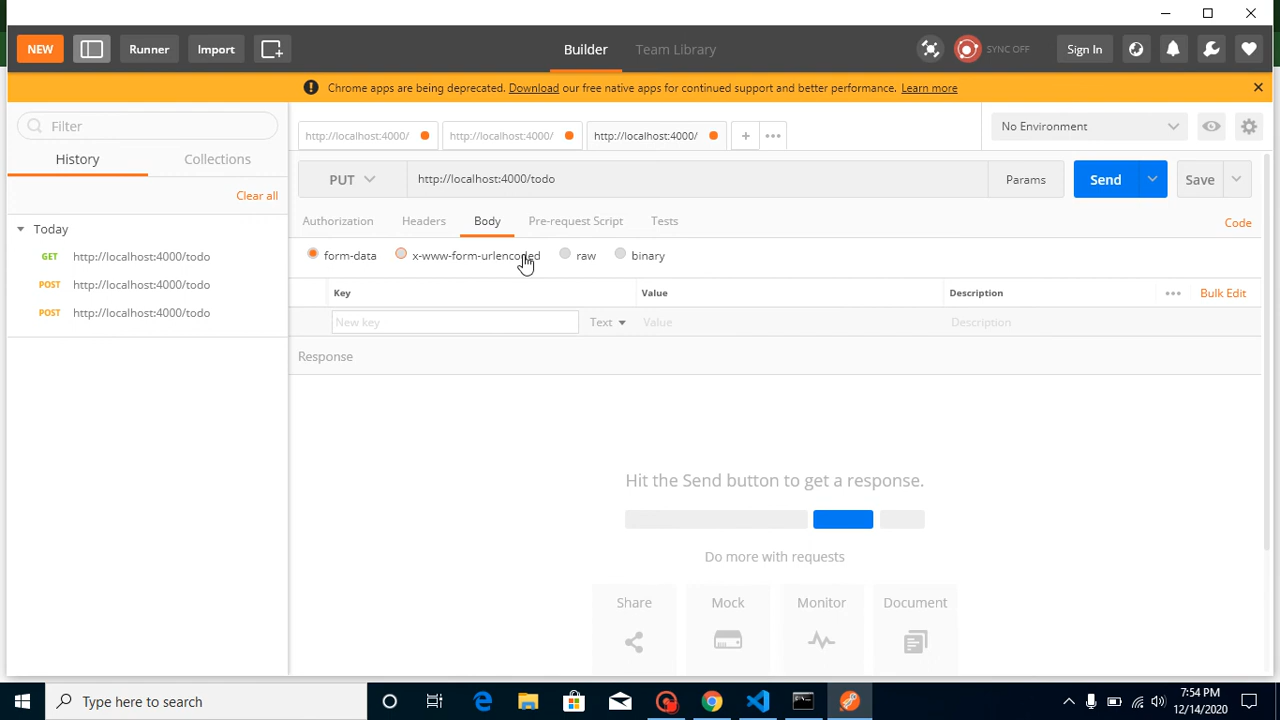 NEW
Runner
Import
Builder
Team Library
SYNC OFF
Sign In
Chrome apps are being deprecated. Download our free native apps for continued support and better performance. Learn more
Filter
History
Collections
Clear all
Today
GET http://localhost:4000/todo
POST http://localhost:4000/todo
POST http://localhost:4000/todo
http://localhost:4000/
http://localhost:4000/
http://localhost:4000/
No Environment
PUT
http://localhost:4000/todo
Params
Send
Save
Authorization
Headers
Body
Pre-request Script
Tests
Code
form-data
x-www-form-urlencoded
raw
binary
Key
Value
Description
Bulk Edit
New key
Text
Value
Description
Response
Hit the Send button to get a response.
Do more with requests
Share
Mock
Monitor
Document
Type here to search
7:54 PM
12/14/2020